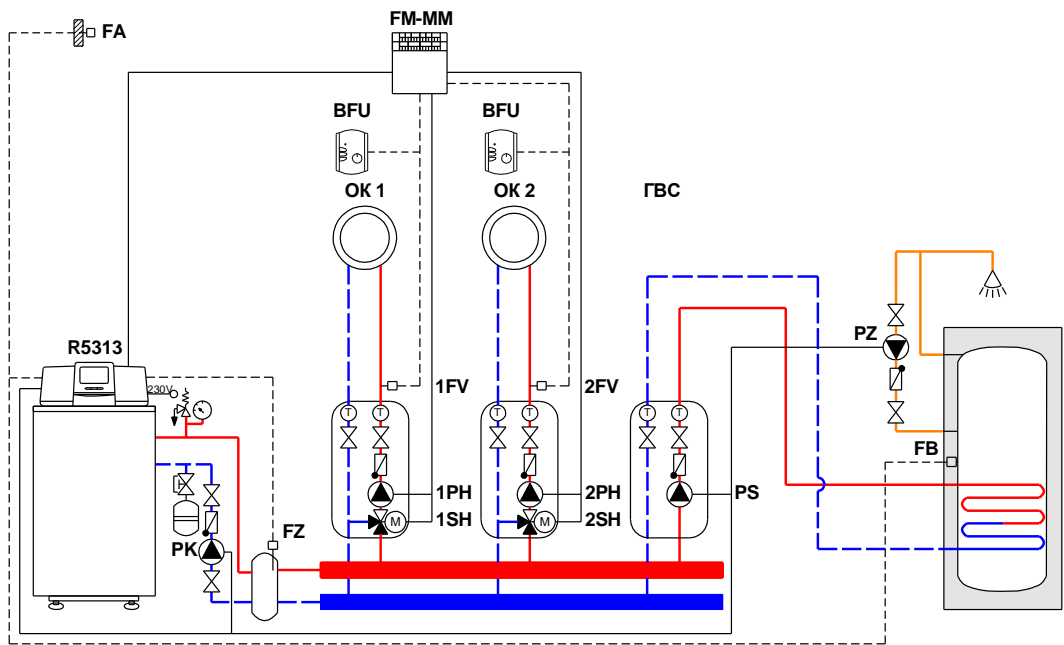 FM-MM
FA
BFU
BFU
ОК 1
ОК 2
ГВС
PZ
R5313
230V
1FV
2FV
T
T
T
T
T
T
FB
1PH
2PH
PS
1SH
2SH
M
M
FZ
PK